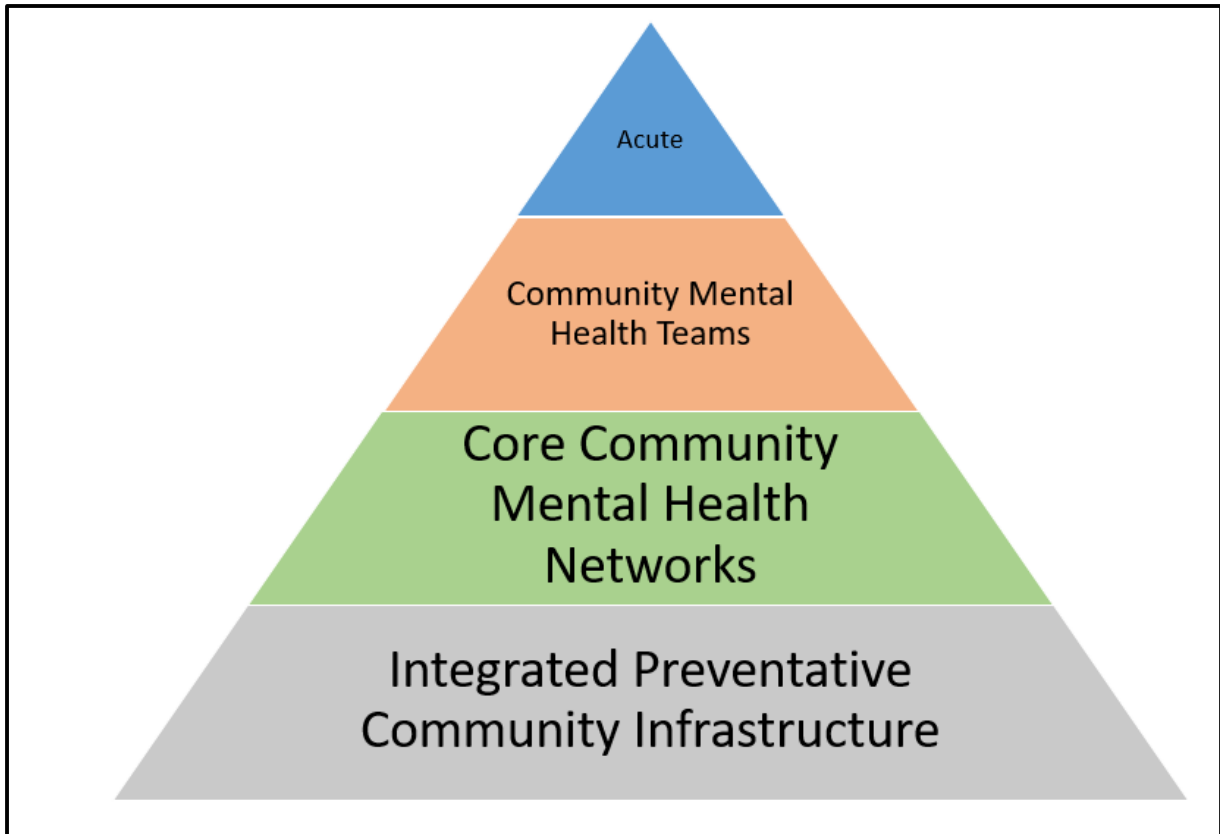 Acute
Community Mental
Health Teams
Core Community
Mental Health
Networks
Integrated Preventative
Community Infrastructure